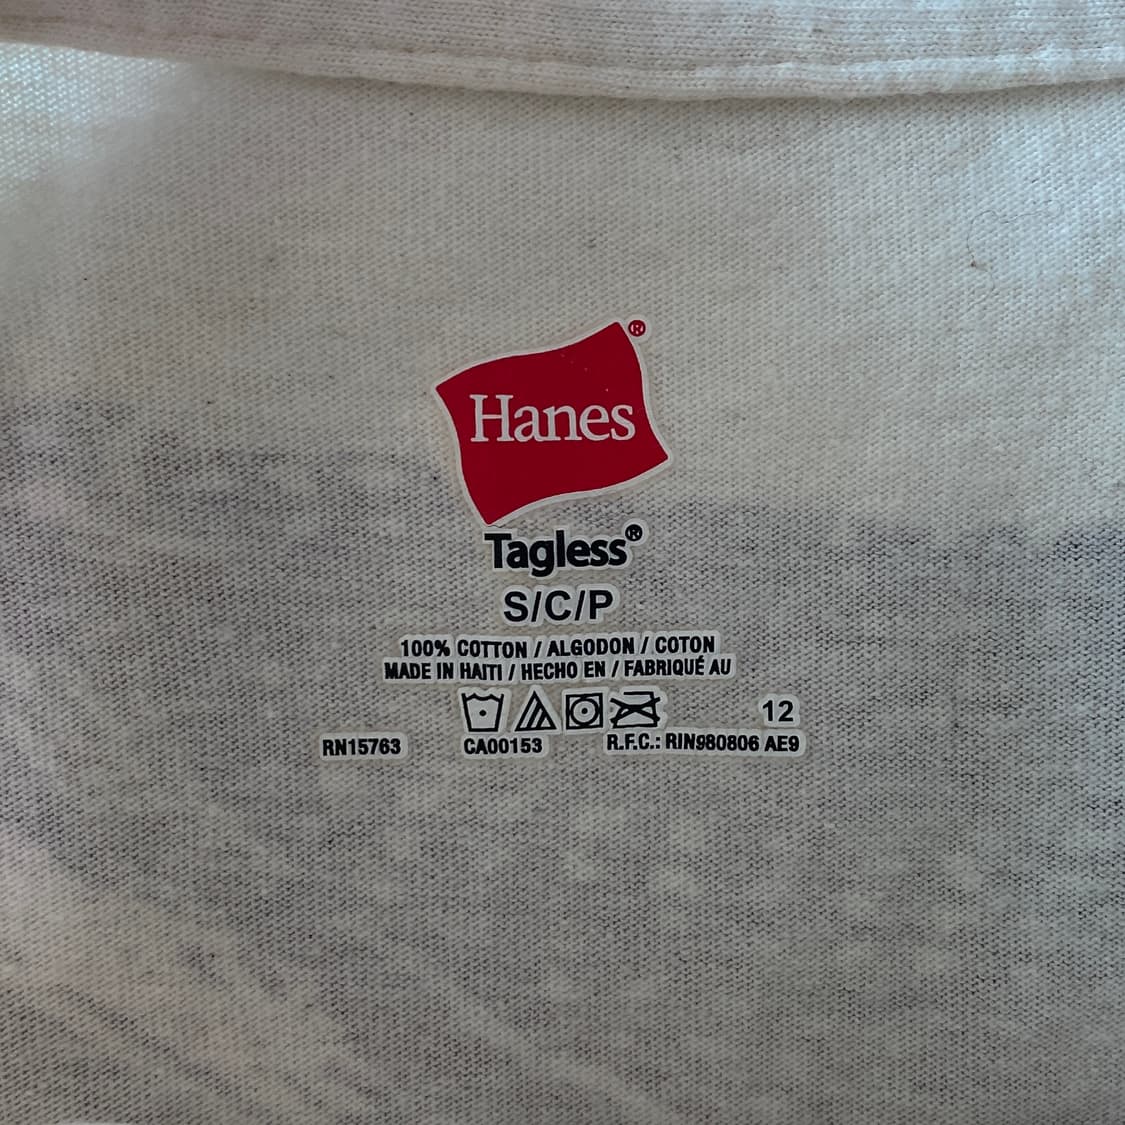 Hanes®
Tagless®
S/C/P
100% COTTON / ALGODON / COTON
MADE IN HAITI / HECHO EN / FABRIQUÉ AU
12
RN15763 CA00153 R.F.C.: RIN980806 AE9